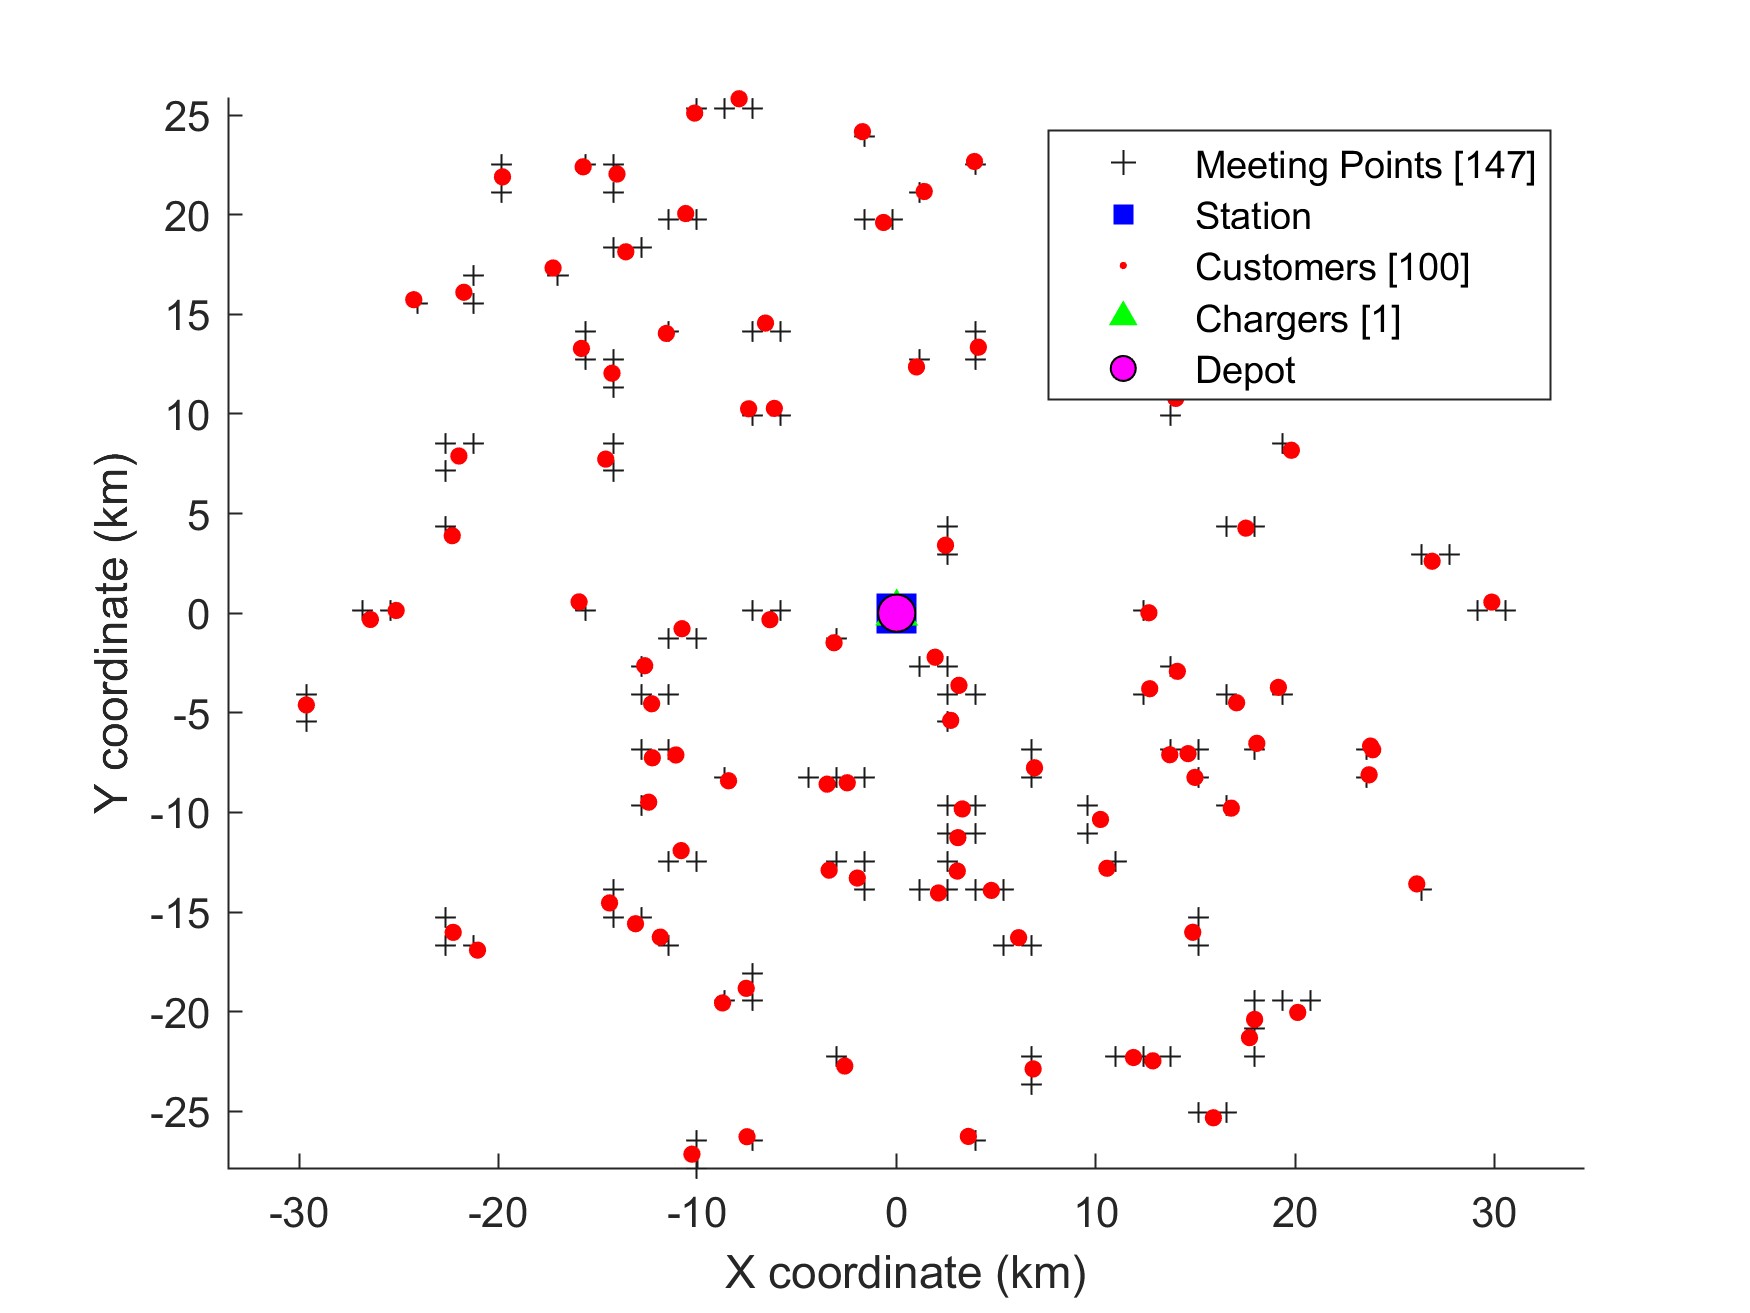 25
20
15
10
5
0
-5
-10
-15
-20
-25
Y coordinate (km)
Meeting Points [147]
Station
Customers [100]
Chargers [1]
Depot
-30 -20 -10 0 10 20 30
X coordinate (km)